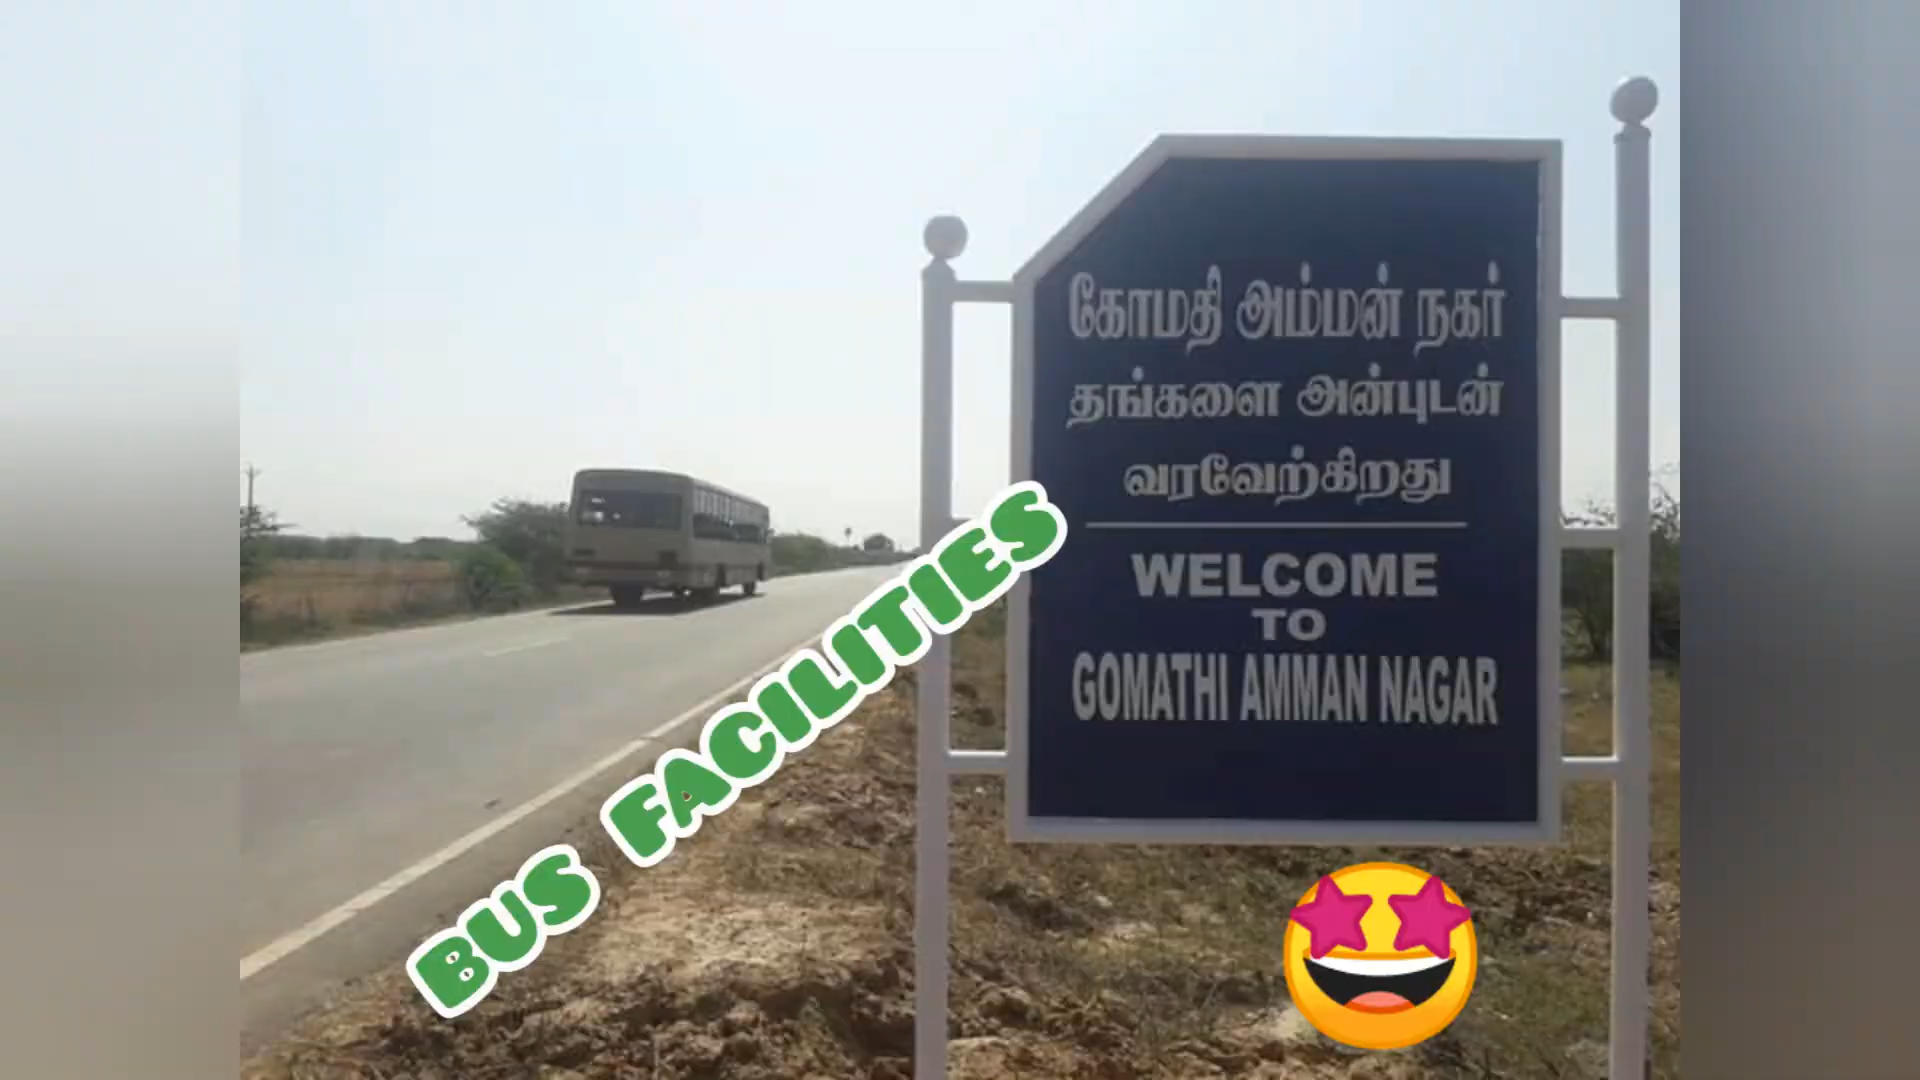 கோமதி அம்மன் நகர்
தங்களை அன்புடன்
வரவேற்கிறது
WELCOME
TO
GOMATHI AMMAN NAGAR
BUS FACILITIES